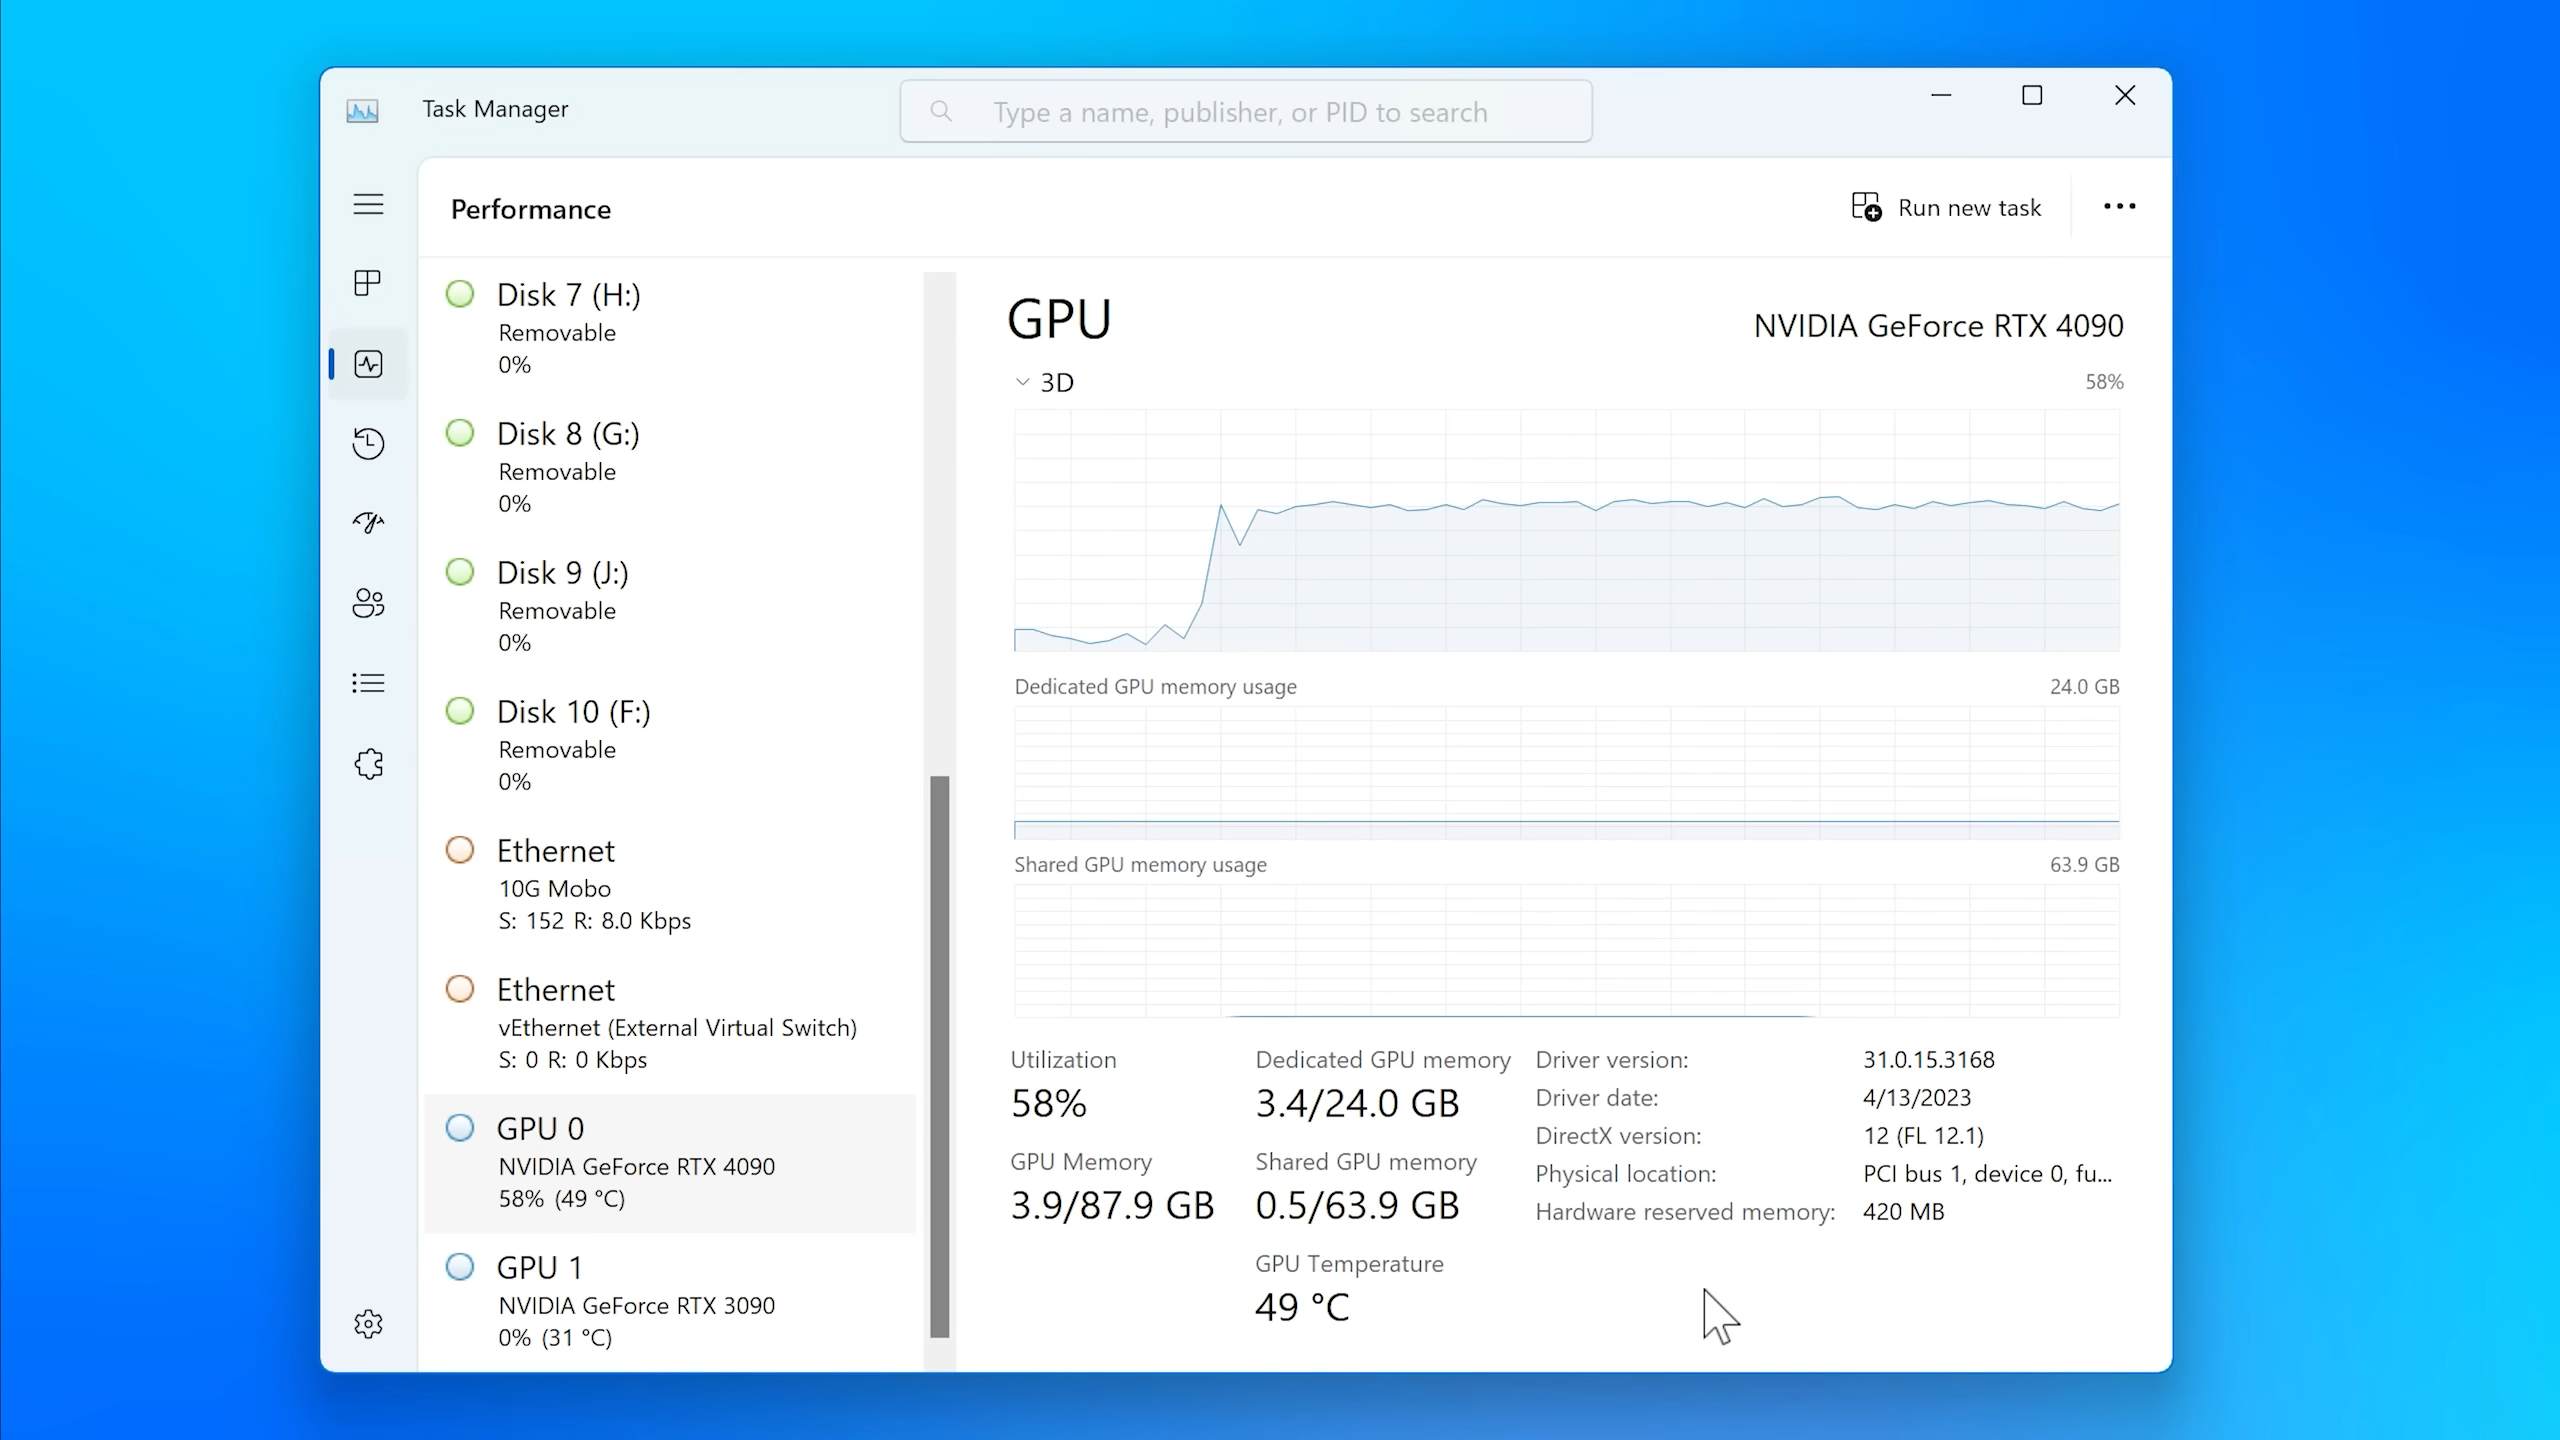 Task Manager
Type a name, publisher, or PID to search
Performance
Run new task
Disk 7 (H:)
Removable
0%
Disk 8 (G:)
Removable
0%
Disk 9 (J:)
Removable
0%
Disk 10 (F:)
Removable
0%
Ethernet
10G Mobo
S: 152 R: 8.0 Kbps
Ethernet
vEthernet (External Virtual Switch)
S: 0 R: 0 Kbps
GPU 0
NVIDIA GeForce RTX 4090
58% (49 °C)
GPU 1
NVIDIA GeForce RTX 3090
0% (31 °C)
GPU
NVIDIA GeForce RTX 4090
3D
58%
Dedicated GPU memory usage
24.0 GB
Shared GPU memory usage
63.9 GB
Utilization
58%
Dedicated GPU memory
3.4/24.0 GB
GPU Memory
3.9/87.9 GB
Shared GPU memory
0.5/63.9 GB
GPU Temperature
49 °C
Driver version: 31.0.15.3168
Driver date: 4/13/2023
DirectX version: 12 (FL 12.1)
Physical location: PCI bus 1, device 0, fu...
Hardware reserved memory: 420 MB